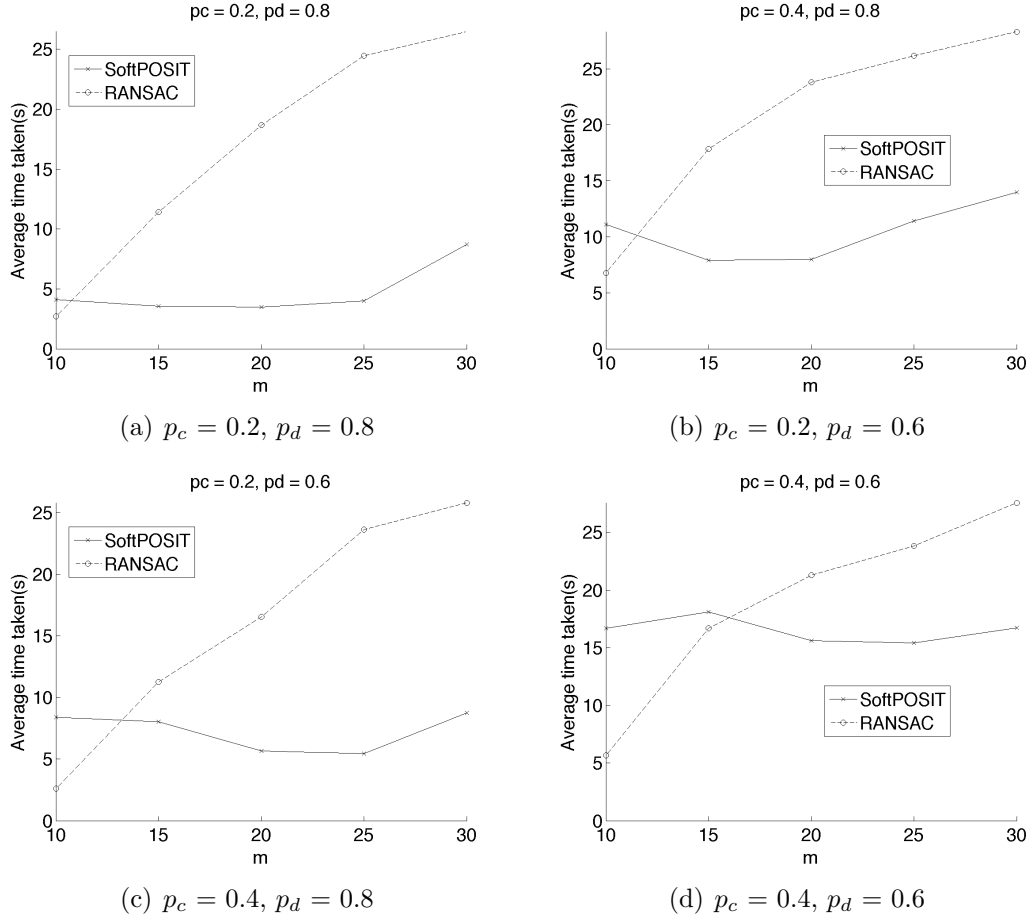 pc = 0.2, pd = 0.8
Average time taken(s)
25
20
15
10
5
0
SoftPOSIT
RANSAC
10 15 20 25 30
m
(a) p_c = 0.2, p_d = 0.8
pc = 0.4, pd = 0.8
Average time taken(s)
25
20
15
10
5
0
SoftPOSIT
RANSAC
10 15 20 25 30
m
(b) p_c = 0.2, p_d = 0.6
pc = 0.2, pd = 0.6
Average time taken(s)
25
20
15
10
5
0
SoftPOSIT
RANSAC
10 15 20 25 30
m
(c) p_c = 0.4, p_d = 0.8
pc = 0.4, pd = 0.6
Average time taken(s)
25
20
15
10
5
0
SoftPOSIT
RANSAC
10 15 20 25 30
m
(d) p_c = 0.4, p_d = 0.6